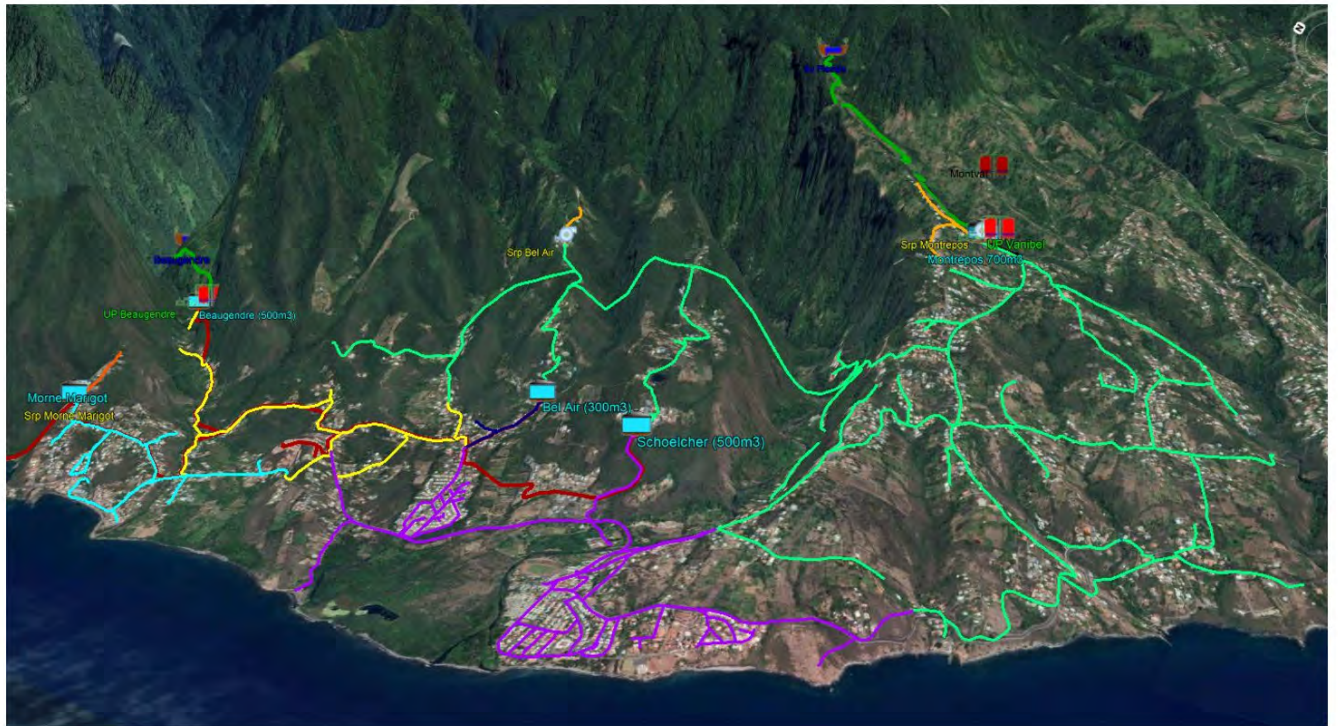 Montval
Srp Bel Air
Srp Montrepos
UP Vanibel
Montrepos 700m3
Beaugendre
UP Beaugendre
Beaugendre (500m3)
Morne Marigot
Srp Morne Marigot
Bel Air (300m3)
Schoelcher (500m3)